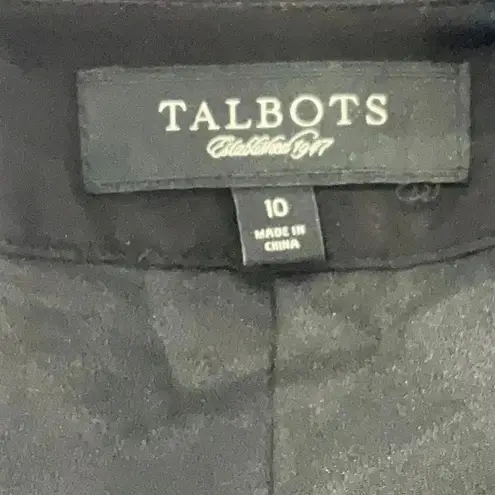 TALBOTS
Established 1947
10
MADE IN
CHINA